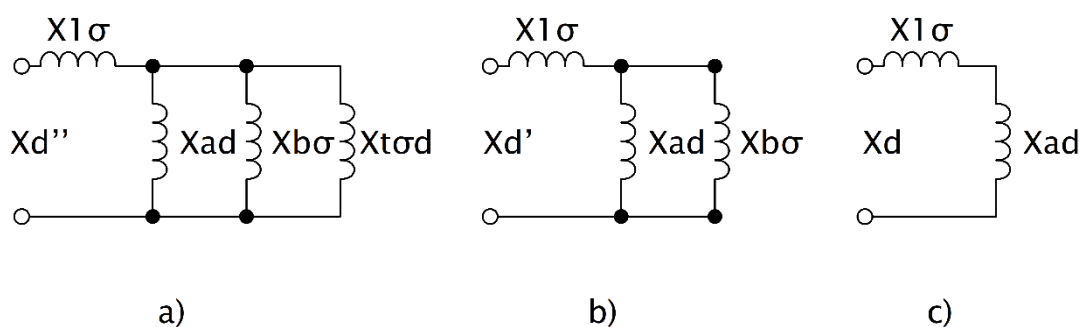 X1σ
X1σ
X1σ
Xd'' Xad Xbσ Xtσd
Xd' Xad Xbσ
Xd Xad
a)
b)
c)